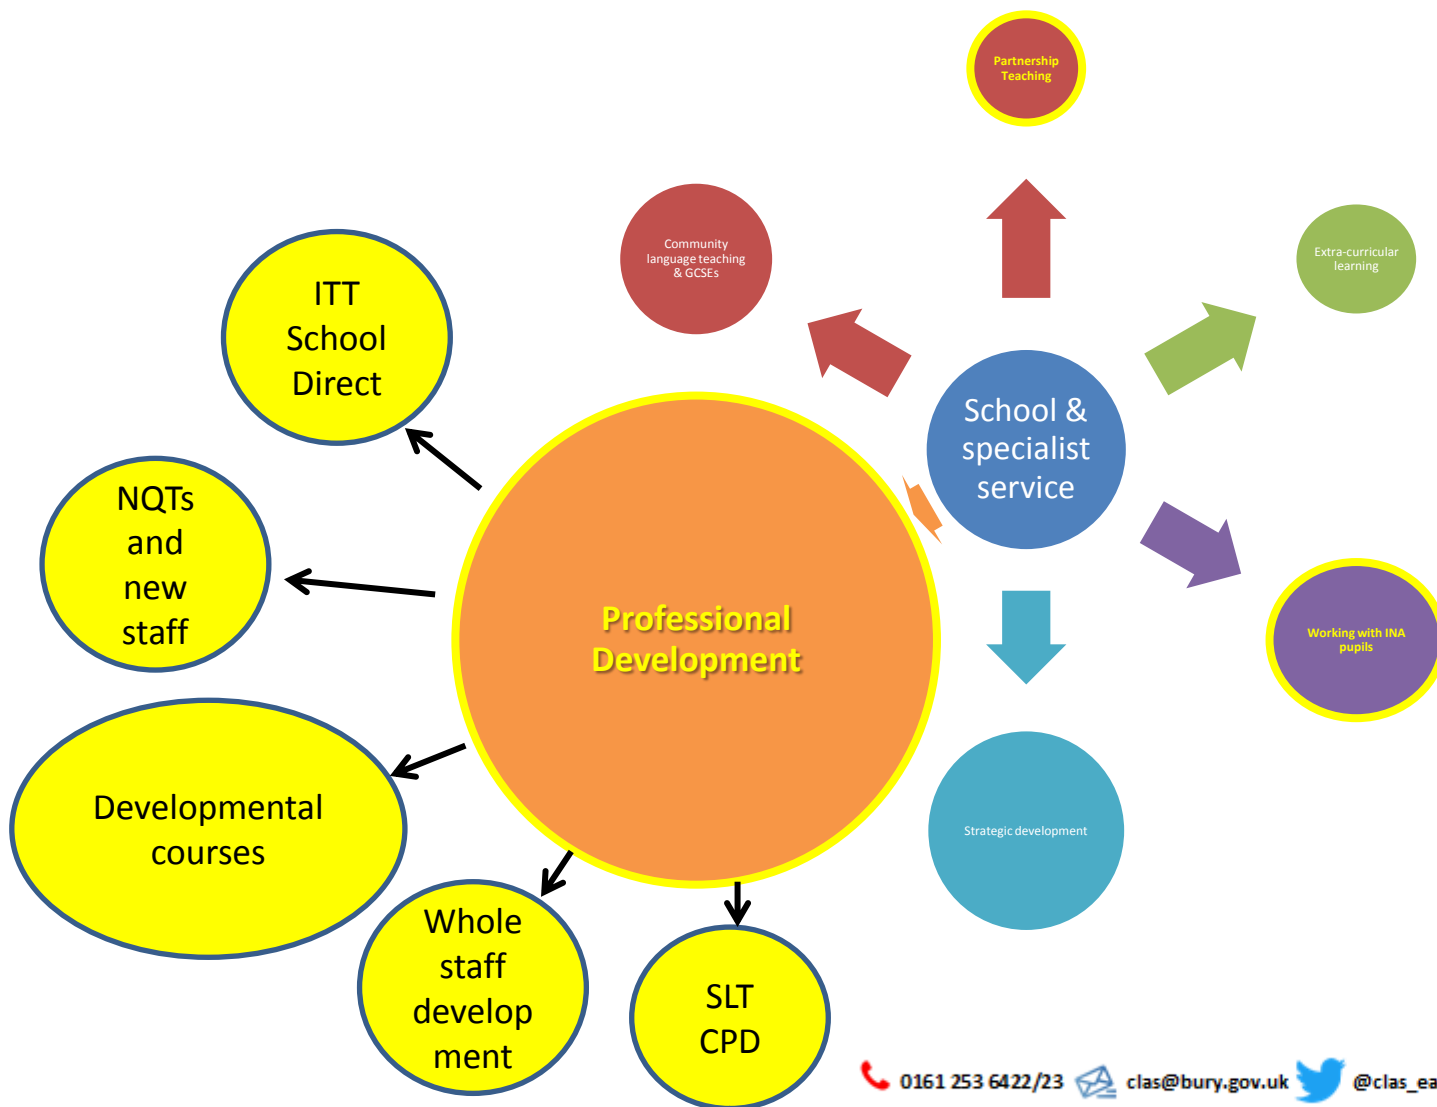 Partnership
Teaching
Community
language teaching
& GCSEs
Extra-curricular
learning
ITT
School
Direct
School &
specialist
service
NQTs
and
new
staff
Professional
Development
Working with INA
pupils
Developmental
courses
Strategic development
Whole
staff
develop
ment
SLT
CPD
0161 253 6422/23 clas@bury.gov.uk @clas_ea